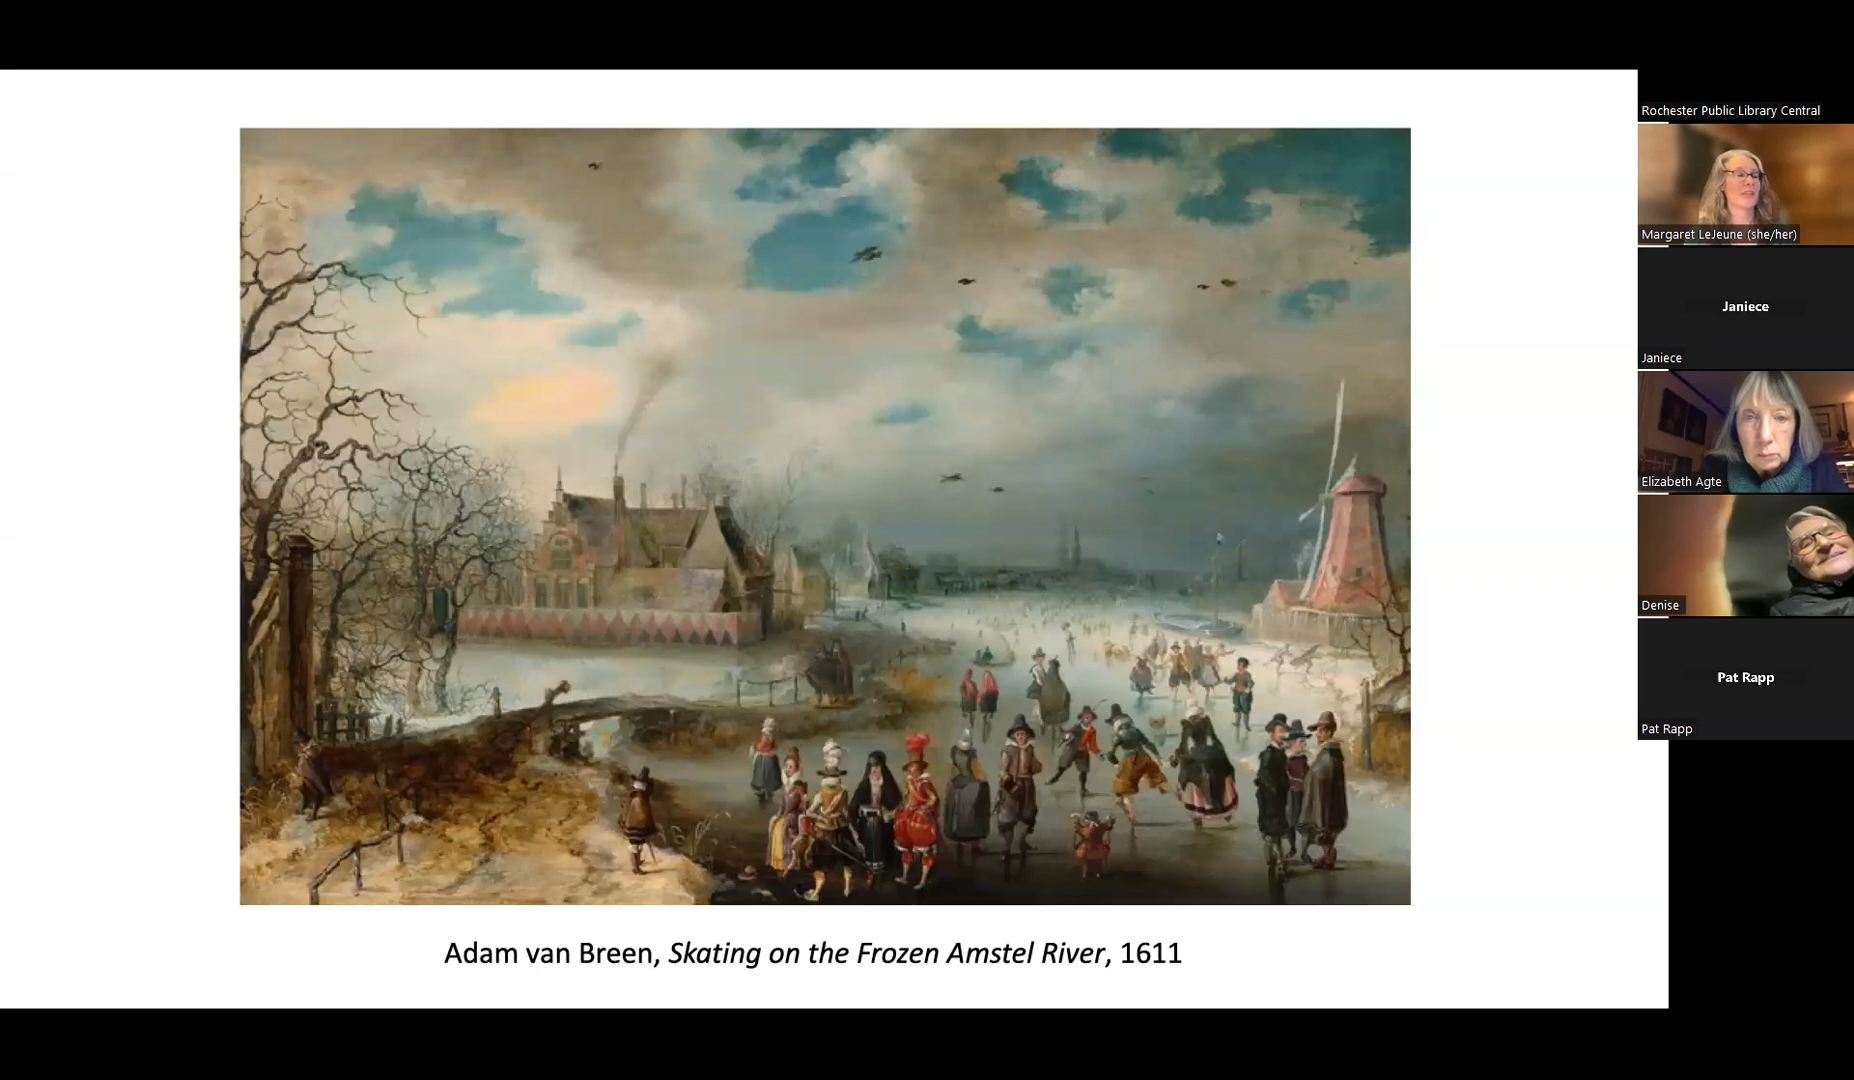 Rochester Public Library Central
Margaret LeJeune (she/her)
Janiece
Janiece
Elizabeth Agte
Denise
Pat Rapp
Pat Rapp
Adam van Breen, Skating on the Frozen Amstel River, 1611